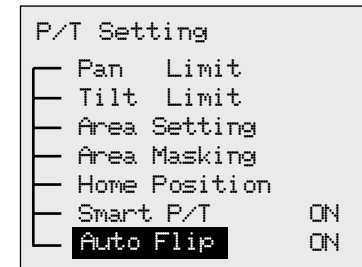 P/T Setting
Pan Limit
Tilt Limit
Area Setting
Area Masking
Home Position
Smart P/T ON
Auto Flip ON